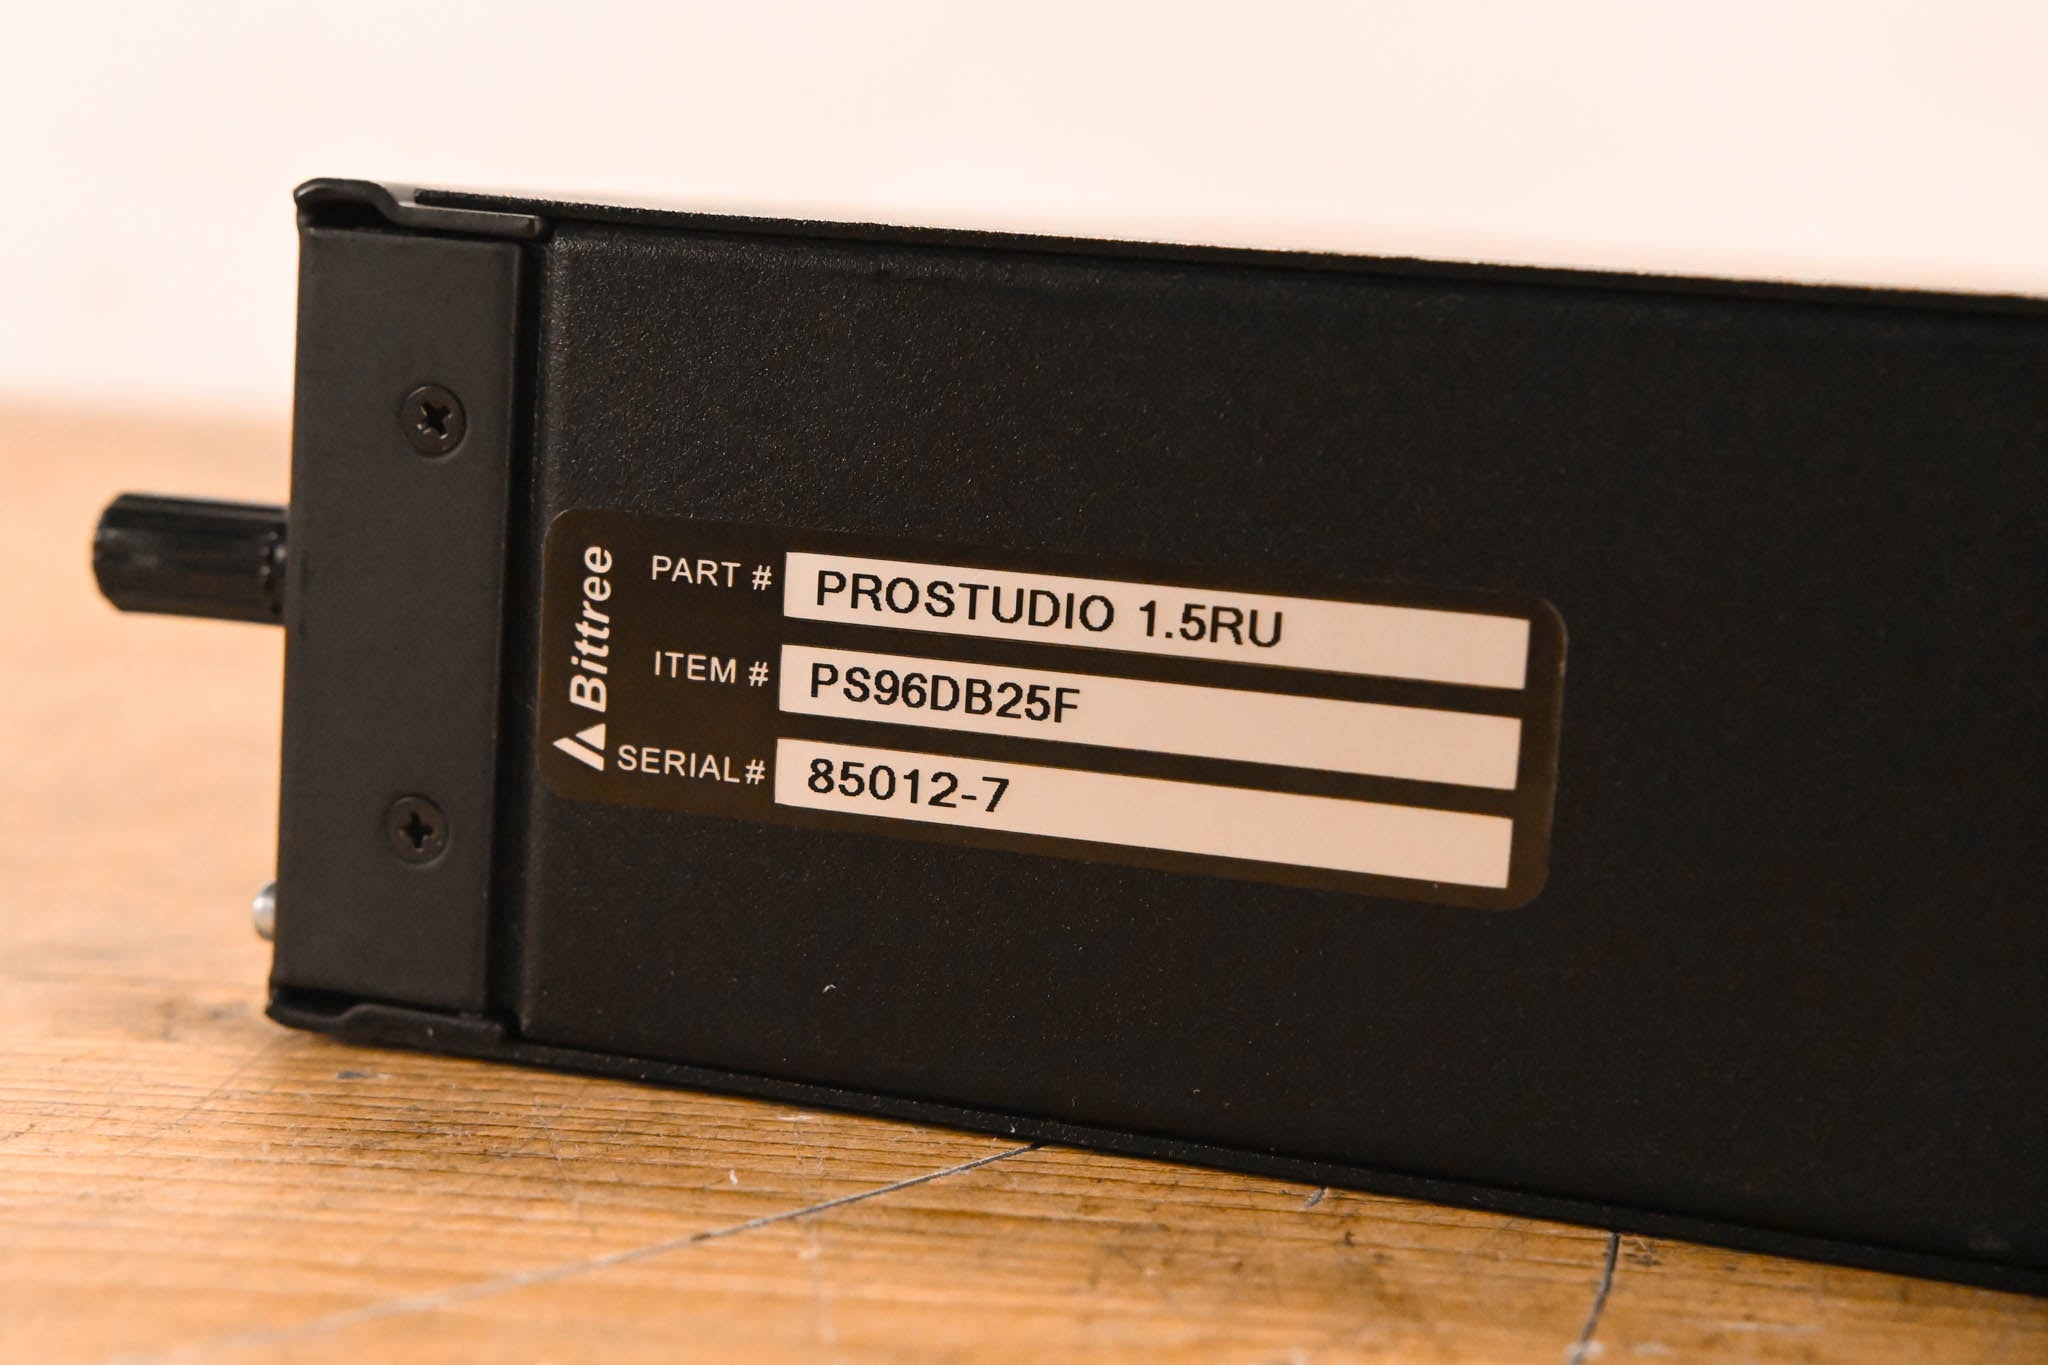 Bittree
PART # PROSTUDIO 1.5RU
ITEM # PS96DB25F
SERIAL# 85012-7